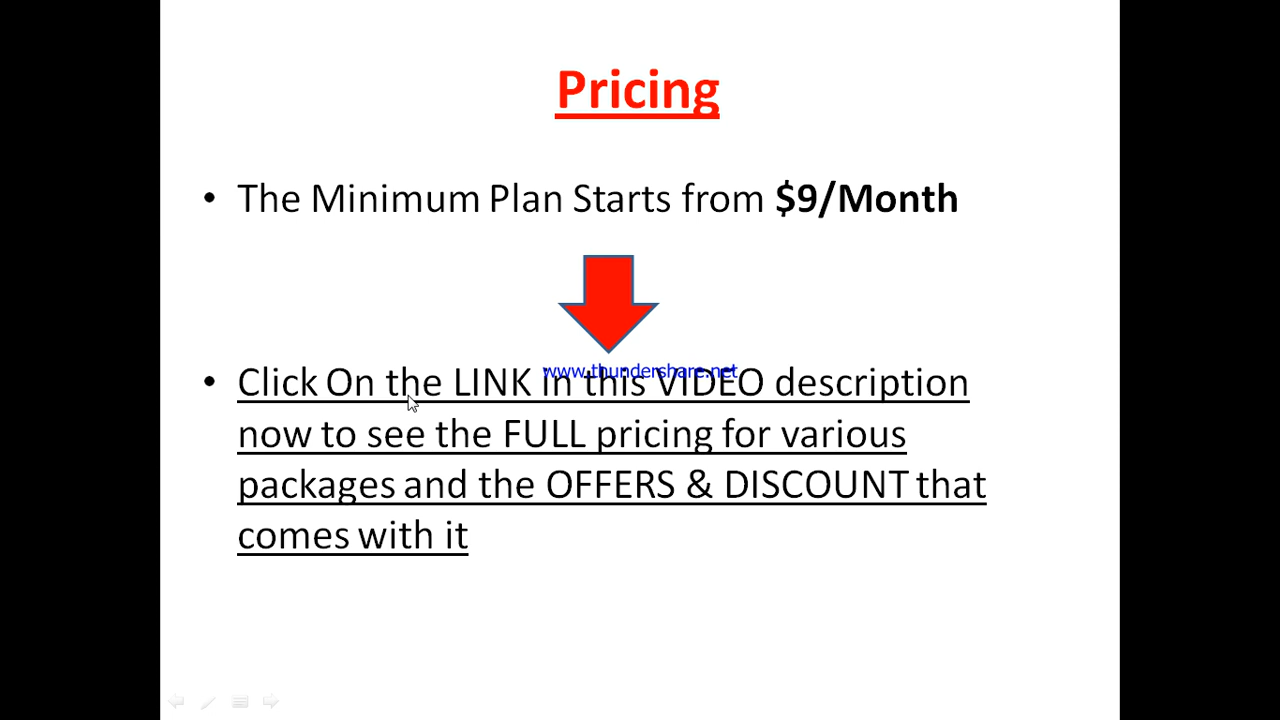 Pricing
• The Minimum Plan Starts from $9/Month
www.thundershare.net
• Click On the LINK in this VIDEO description
now to see the FULL pricing for various
packages and the OFFERS & DISCOUNT that
comes with it